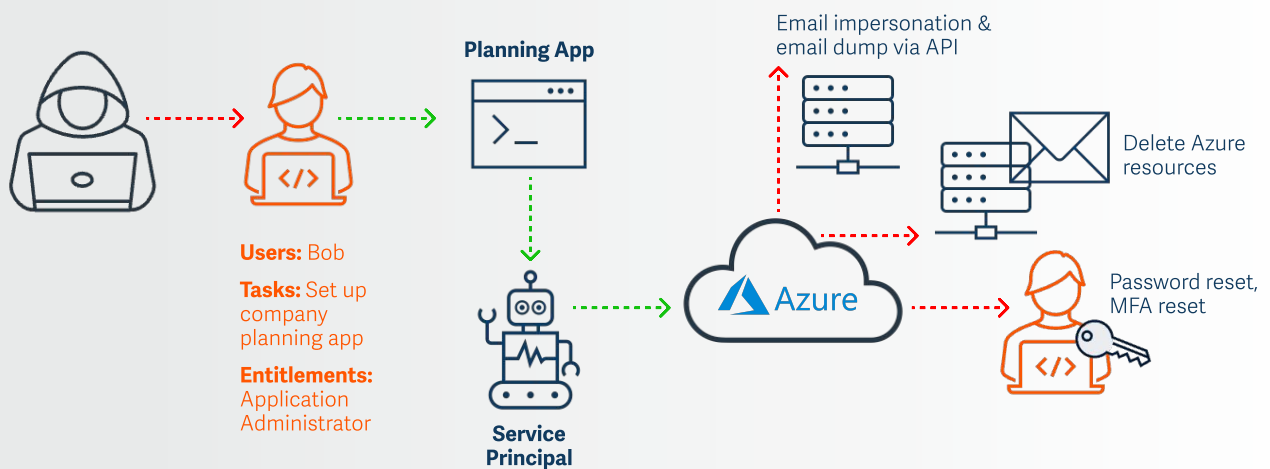 Email impersonation &
email dump via API
Planning App
>_
Delete Azure
resources
</>
Users: Bob
Tasks: Set up
company
planning app
Entitlements:
Application
Administrator
Azure
Password reset,
MFA reset
</>
Service
Principal